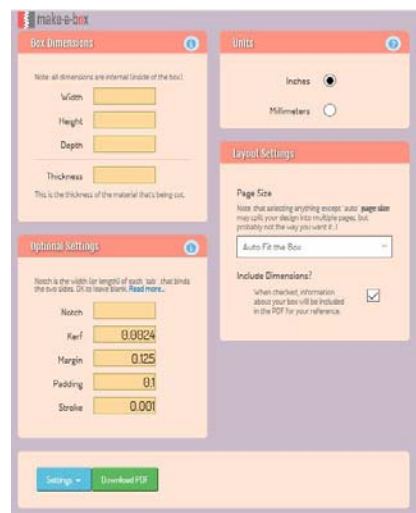 make-a-box
Box Dimensions
Note: all dimensions are internal (inside of the box).
Width
Height
Depth
Thickness
This is the thickness of the material that's being cut.
Optional Settings
Notch is the width (or length) of each 'tab' that binds
the two sides. OK to leave blank. Read more...
Notch
Kerf 0.0024
Margin 0.125
Padding 0.1
Stroke 0.001
Units
Inches
Millimeters
Layout Settings
Page Size
Note that selecting anything except 'auto' page size
may split your design into multiple pages, but
probably not the way you want it :)
Auto Fit the Box
Include Dimensions?
When checked, information
about your box will be included
in the PDF for your reference.
Settings
Download PDF